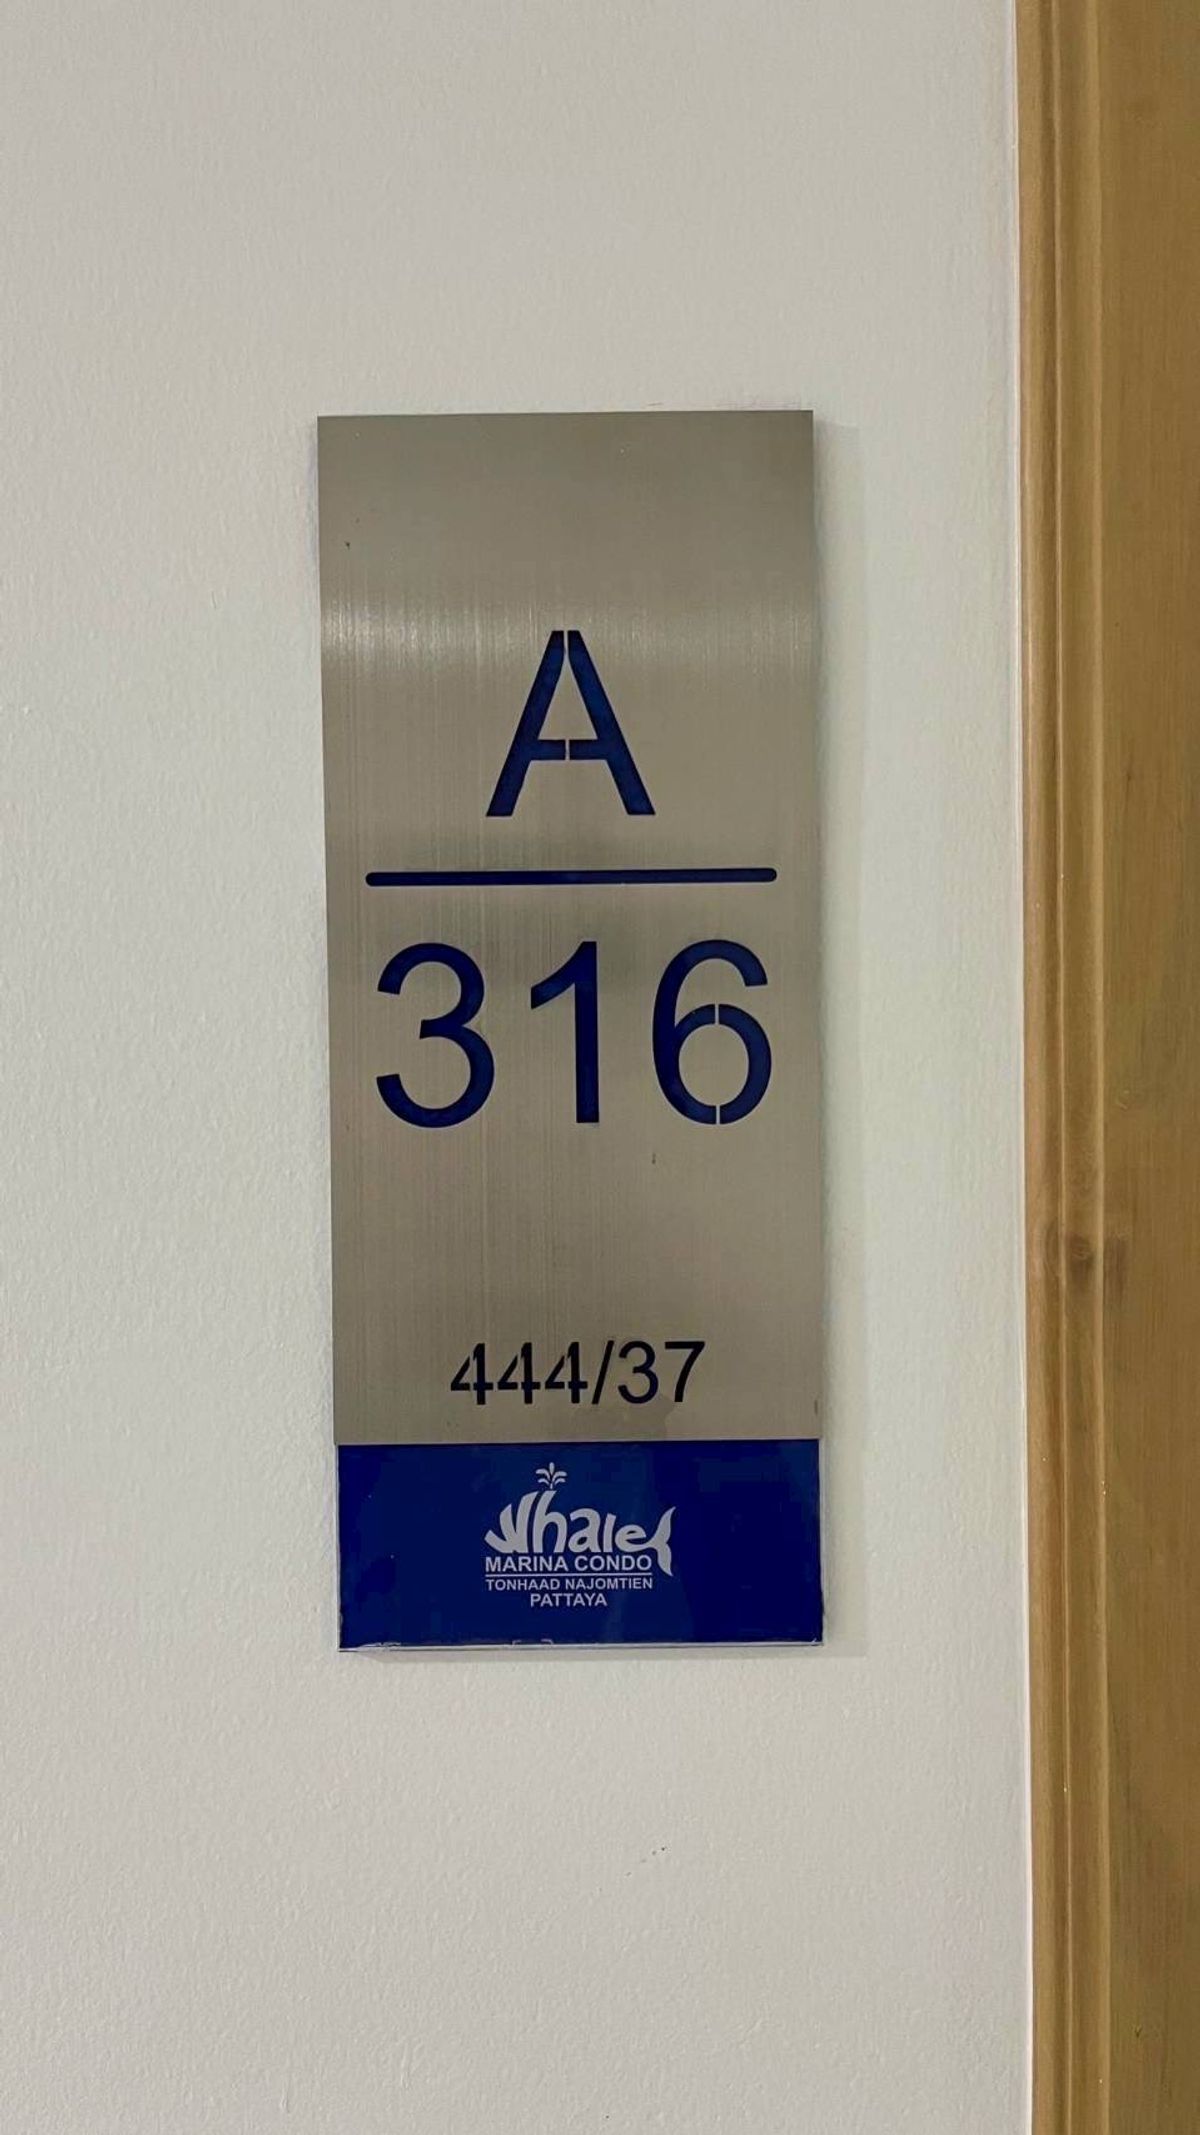 A
316
444/37
Whale
MARINA CONDO
TONHAAD NAJOMTIEN
PATTAYA